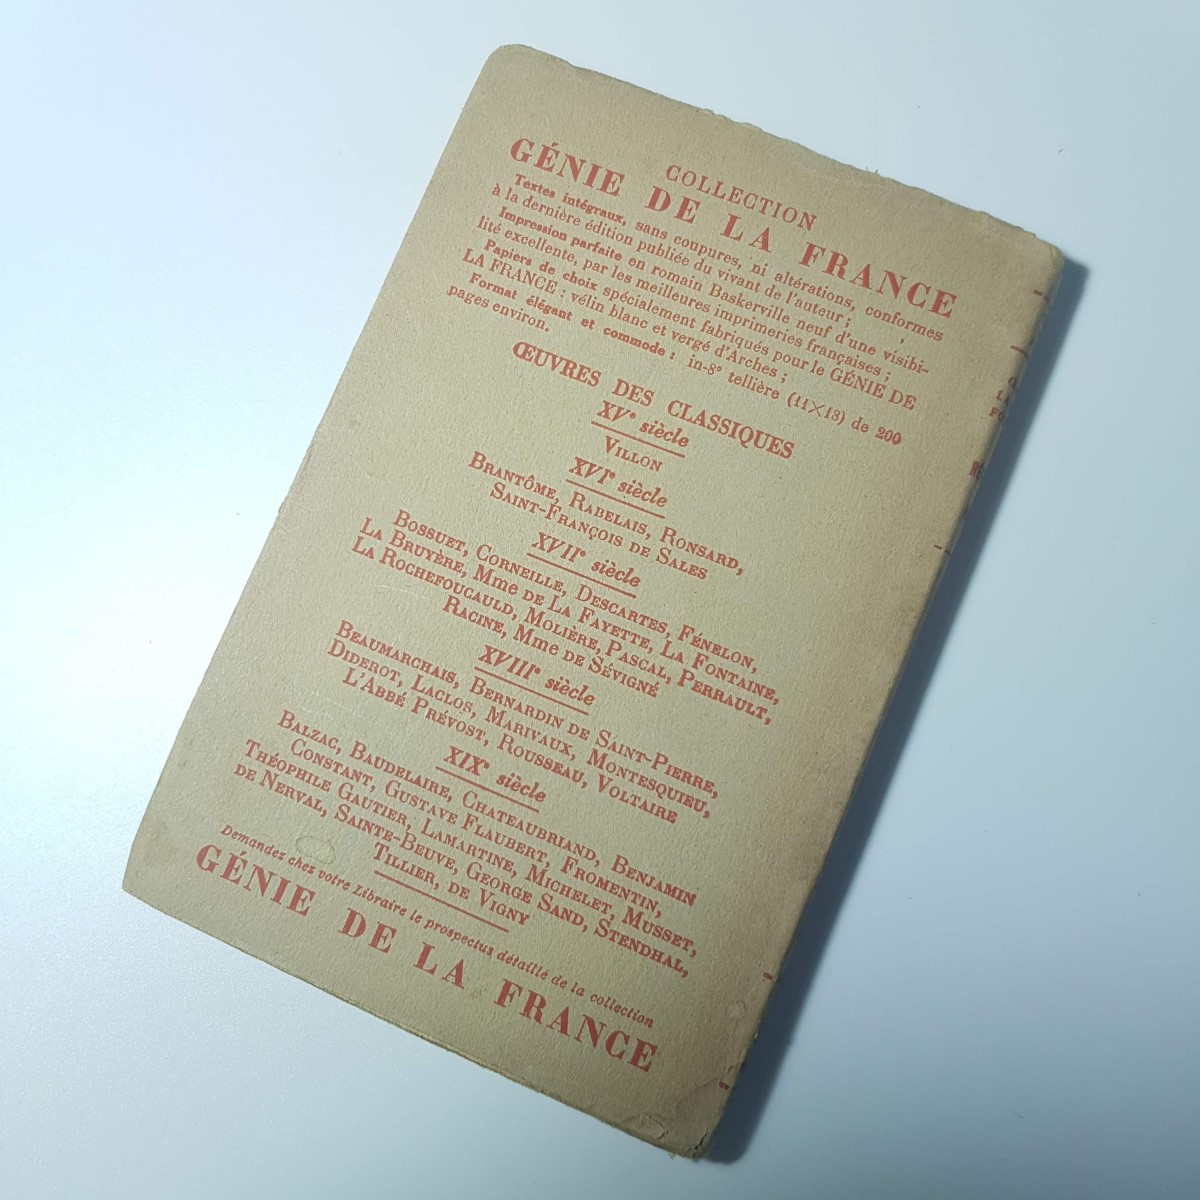 COLLECTION
GÉNIE DE LA FRANCE
Textes intégraux, sans coupures, ni altérations, conformes
à la dernière édition publiée du vivant de l'auteur ;
Impression parfaite en romain Baskerville neuf d'une visibi-
lité excellente, par les meilleures imprimeries françaises ;
Papiers de choix spécialement fabriqués pour le GÉNIE DE
LA FRANCE : vélin blanc et vergé d'Arches ;
Format élégant et commode : in-8° tellière (11×18) de 200
pages environ.
ŒUVRES DES CLASSIQUES
XVe siècle
VILLON
XVIe siècle
BRANTÔME, RABELAIS, RONSARD,
SAINT-FRANÇOIS DE SALES
XVIIe siècle
BOSSUET, CORNEILLE, DESCARTES, FÉNELON,
LA BRUYÈRE, Mme DE LA FAYETTE, LA FONTAINE,
LA ROCHEFOUCAULD, MOLIÈRE, PASCAL, PERRAULT,
RACINE, Mme DE SÉVIGNÉ
XVIIIe siècle
BEAUMARCHAIS, BERNARDIN DE SAINT-PIERRE,
DIDEROT, LACLOS, MARIVAUX, MONTESQUIEU,
L'ABBÉ PRÉVOST, ROUSSEAU, VOLTAIRE
XIXe siècle
BALZAC, BAUDELAIRE, CHATEAUBRIAND, BENJAMIN
CONSTANT, GUSTAVE FLAUBERT, FROMENTIN,
THÉOPHILE GAUTIER, LAMARTINE, MICHELET, MUSSET,
DE NERVAL, SAINTE-BEUVE, GEORGE SAND, STENDHAL,
TILLIER, DE VIGNY
Demandez chez votre Libraire le prospectus détaillé de la collection
GÉNIE DE LA FRANCE